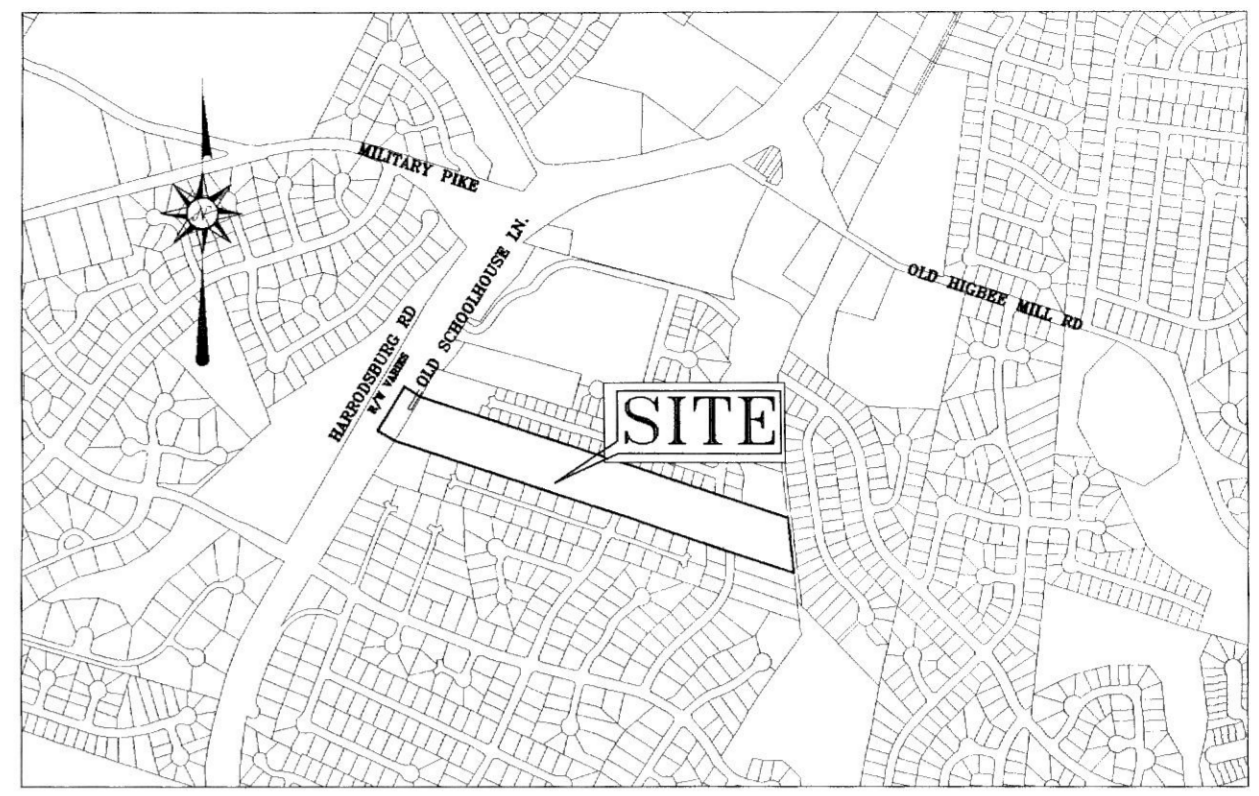 MILITARY PIKE
N
OLD SCHOOLHOUSE LN.
HARRODSBURG RD
R/W VARIES
OLD HIGBEE MILL RD
SITE